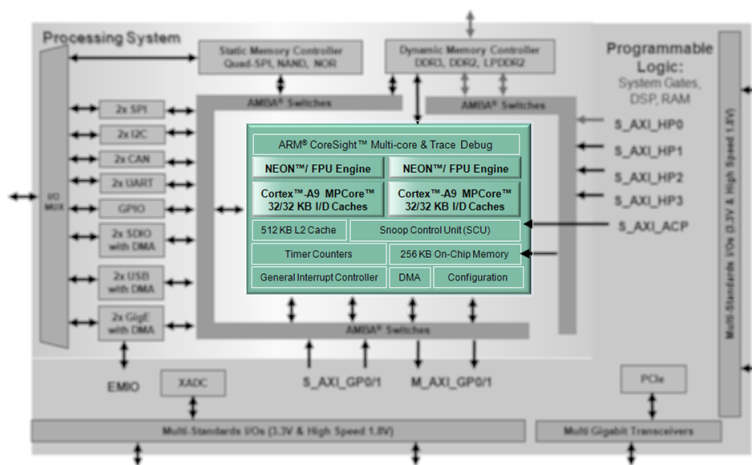 Processing System
Static Memory Controller
Quad-SPI, NAND, NOR
Dynamic Memory Controller
DDR3, DDR2, LPDDR2
Programmable
Logic:
System Gates,
DSP, RAM
AMBA® Switches
AMBA® Switches
2x SPI
2x I2C
2x CAN
2x UART
GPIO
2x SDIO
with DMA
2x USB
with DMA
2x GigE
with DMA
I/O
MUX
ARM® CoreSight™ Multi-core & Trace Debug
NEON™/ FPU Engine
NEON™/ FPU Engine
Cortex™-A9 MPCore™
32/32 KB I/D Caches
Cortex™-A9 MPCore™
32/32 KB I/D Caches
512 KB L2 Cache
Snoop Control Unit (SCU)
Timer Counters
256 KB On-Chip Memory
General Interrupt Controller
DMA
Configuration
S_AXI_HP0
S_AXI_HP1
S_AXI_HP2
S_AXI_HP3
S_AXI_ACP
Multi-Standards I/Os (3.3V & High Speed 1.8V)
AMBA® Switches
EMIO
XADC
S_AXI_GP0/1
M_AXI_GP0/1
PCIe
Multi-Standards I/Os (3.3V & High Speed 1.8V)
Multi Gigabit Transceivers